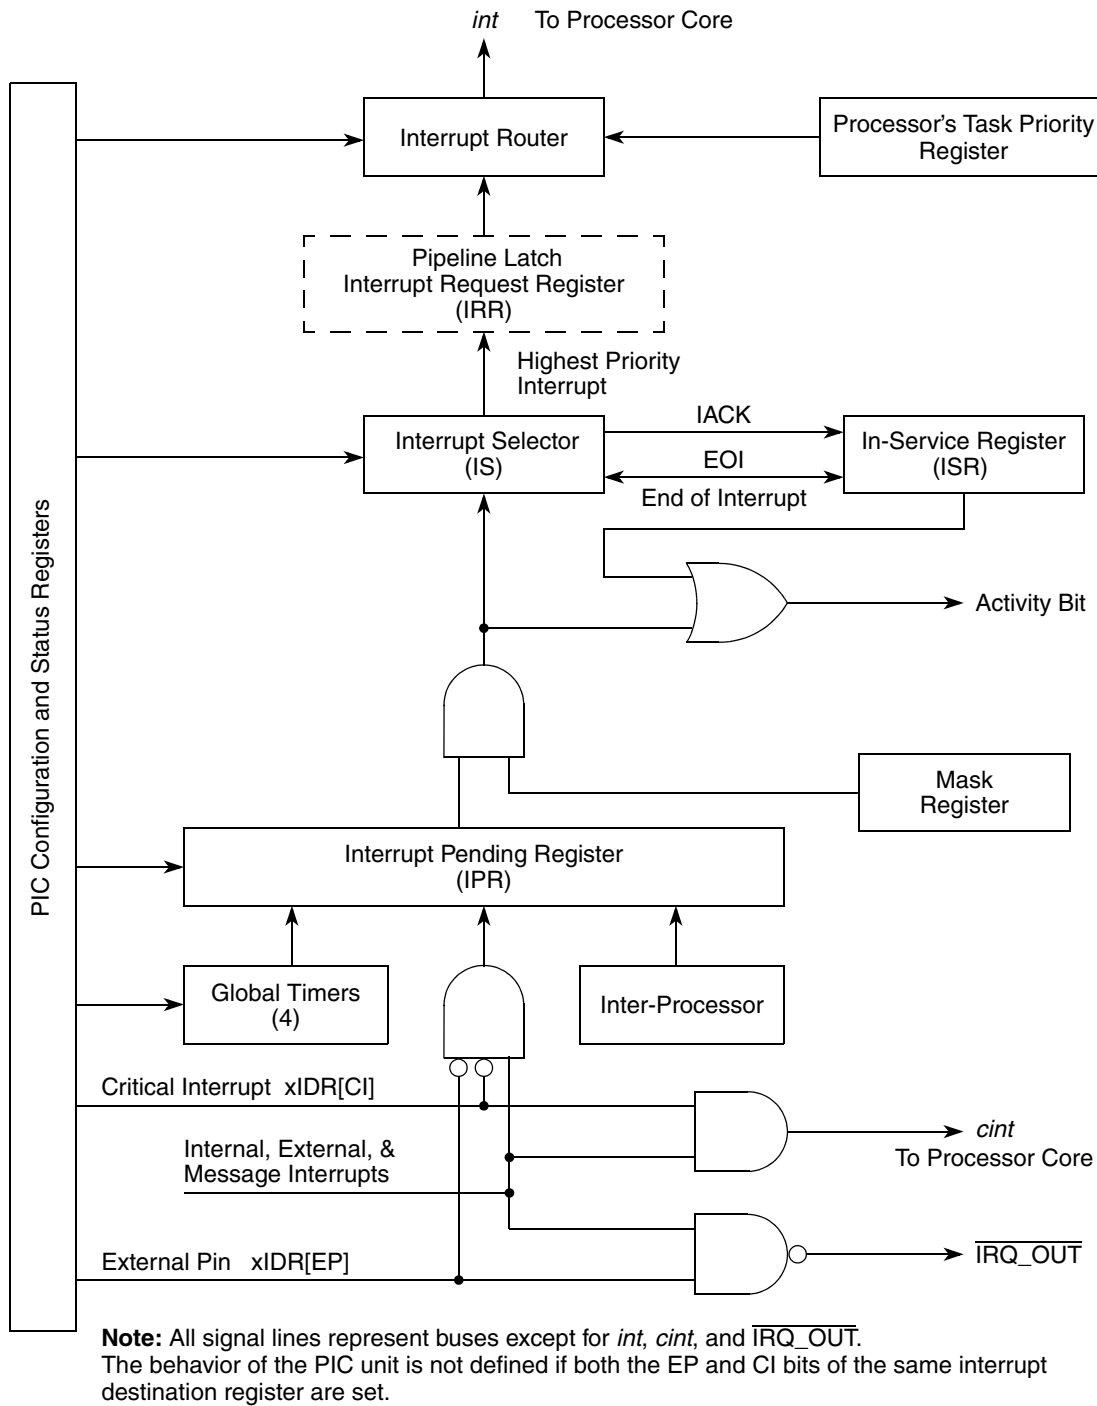 int To Processor Core
Interrupt Router
Processor's Task Priority
Register
Pipeline Latch
Interrupt Request Register
(IRR)
Highest Priority
Interrupt
Interrupt Selector
(IS)
IACK
EOI
End of Interrupt
In-Service Register
(ISR)
Activity Bit
PIC Configuration and Status Registers
Mask
Register
Interrupt Pending Register
(IPR)
Global Timers
(4)
Inter-Processor
Critical Interrupt xIDR[CI]
Internal, External, &
Message Interrupts
cint
To Processor Core
External Pin xIDR[EP]
IRQ_OUT
Note: All signal lines represent buses except for int, cint, and IRQ_OUT.
The behavior of the PIC unit is not defined if both the EP and CI bits of the same interrupt
destination register are set.